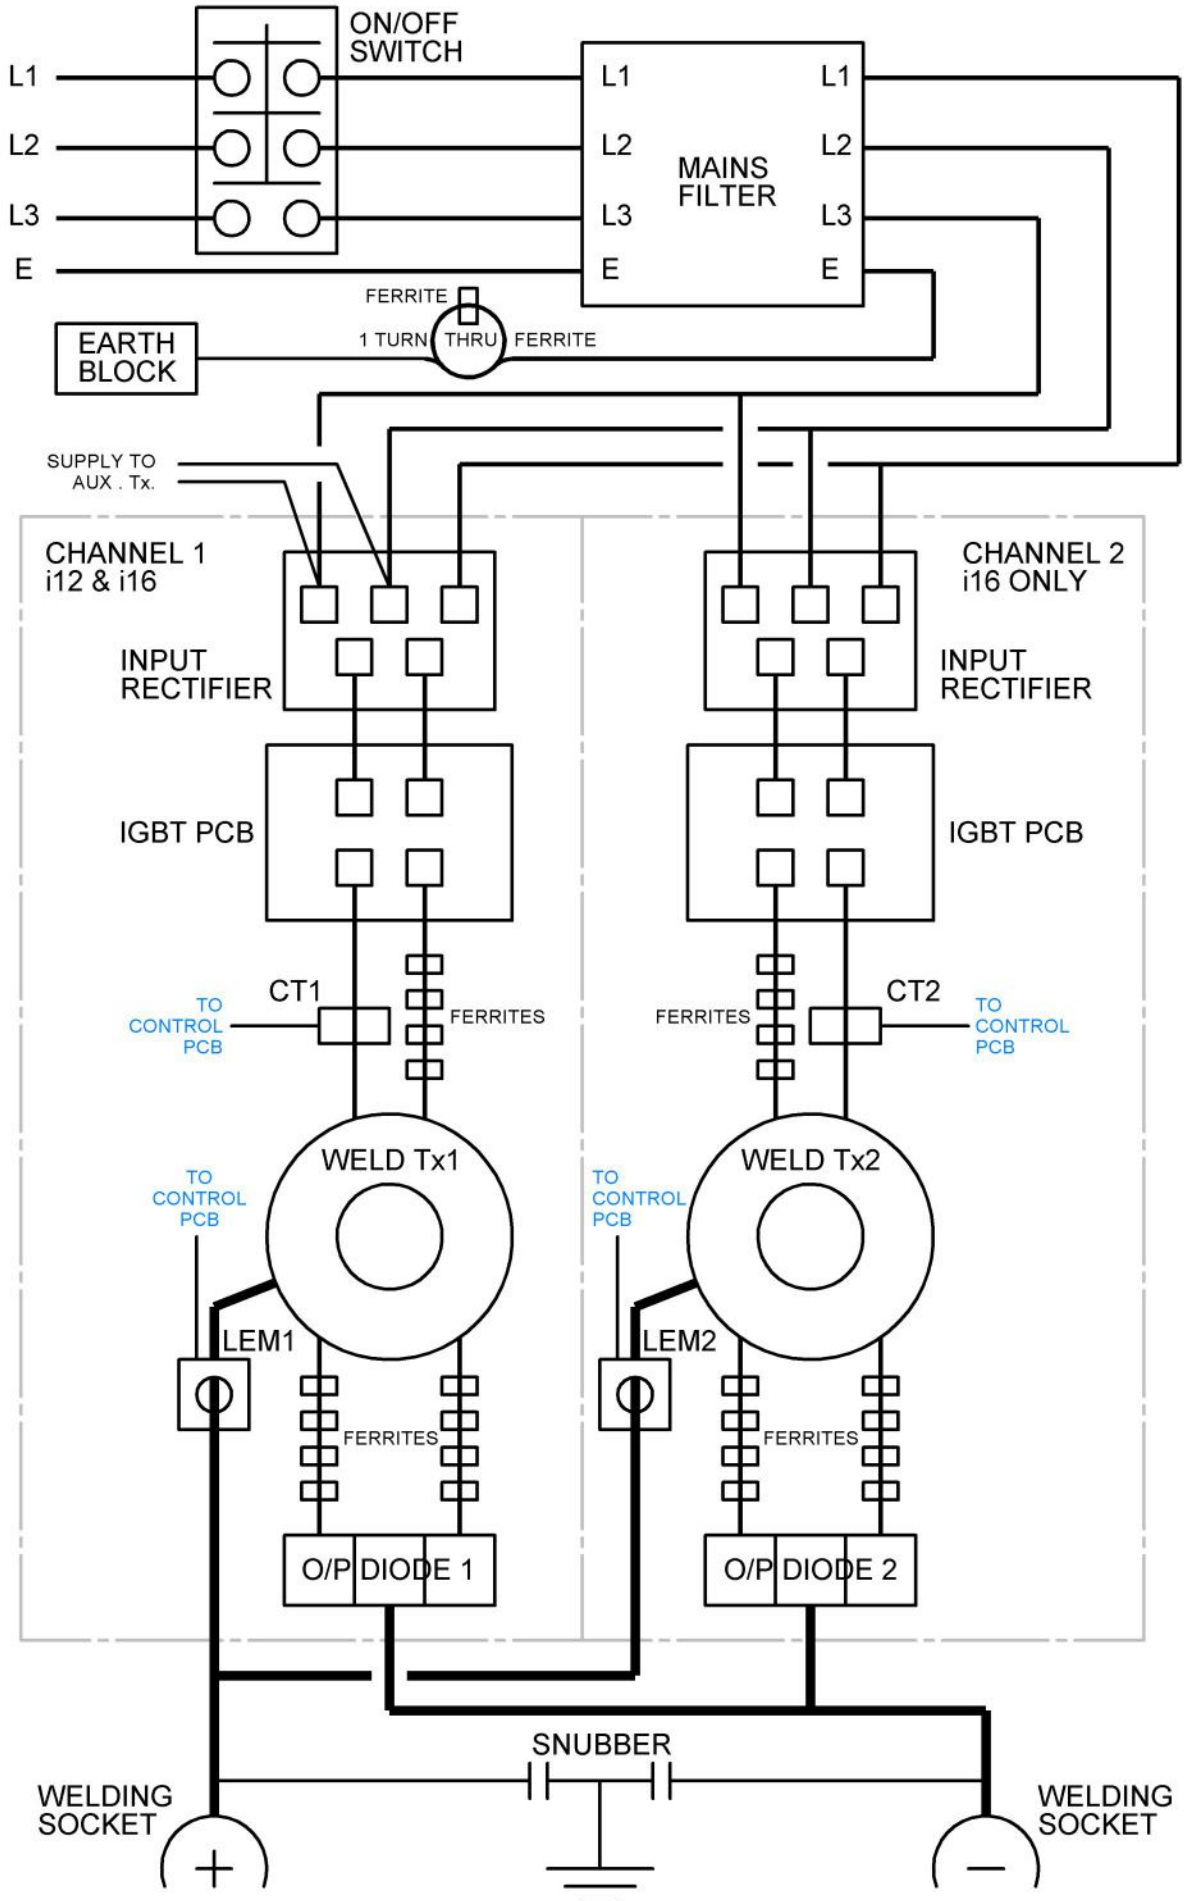 ON/OFF
SWITCH
L1
L1
L1
L2
L2
L2
MAINS
FILTER
L3
L3
L3
E
E
E
FERRITE
1 TURN THRU FERRITE
EARTH
BLOCK
SUPPLY TO
AUX . Tx.
CHANNEL 1
i12 & i16
CHANNEL 2
i16 ONLY
INPUT
RECTIFIER
INPUT
RECTIFIER
IGBT PCB
IGBT PCB
CT1
TO
CONTROL
PCB
FERRITES
FERRITES
CT2
TO
CONTROL
PCB
WELD Tx1
WELD Tx2
TO
CONTROL
PCB
TO
CONTROL
PCB
LEM1
LEM2
FERRITES
FERRITES
O/P DIODE 1
O/P DIODE 2
SNUBBER
WELDING
SOCKET
WELDING
SOCKET
+
−